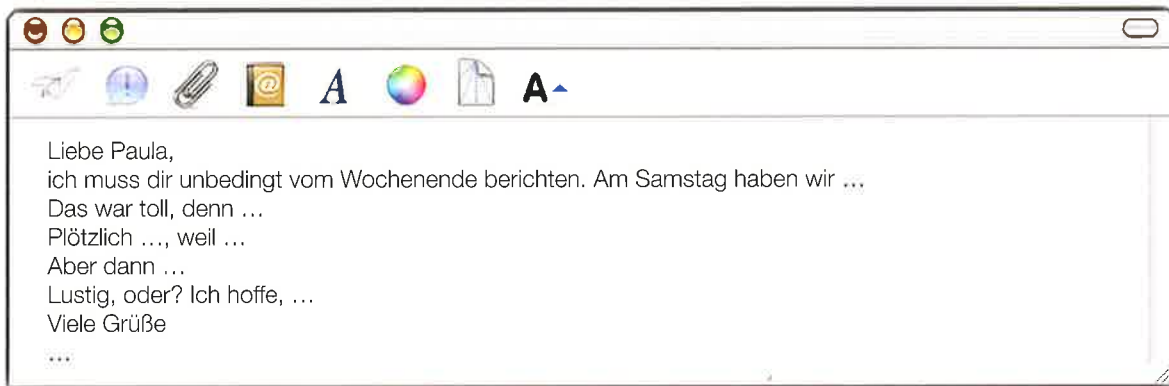 A
A
Liebe Paula,
ich muss dir unbedingt vom Wochenende berichten. Am Samstag haben wir …
Das war toll, denn …
Plötzlich …, weil …
Aber dann …
Lustig, oder? Ich hoffe, …
Viele Grüße
…